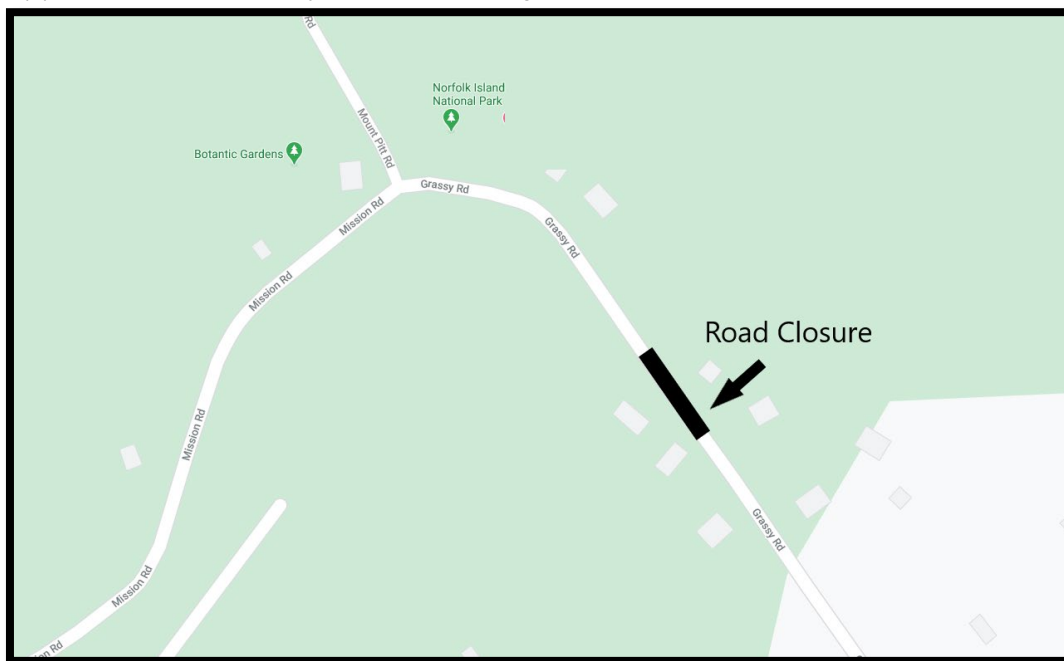 Rd
Norfolk Island
National Park
Mount Pitt Rd
Botantic Gardens
Grassy Rd
Mission Rd
Grassy Rd
Mission Rd
Road Closure
Mission Rd
Grassy Rd
Mission Rd
Rd